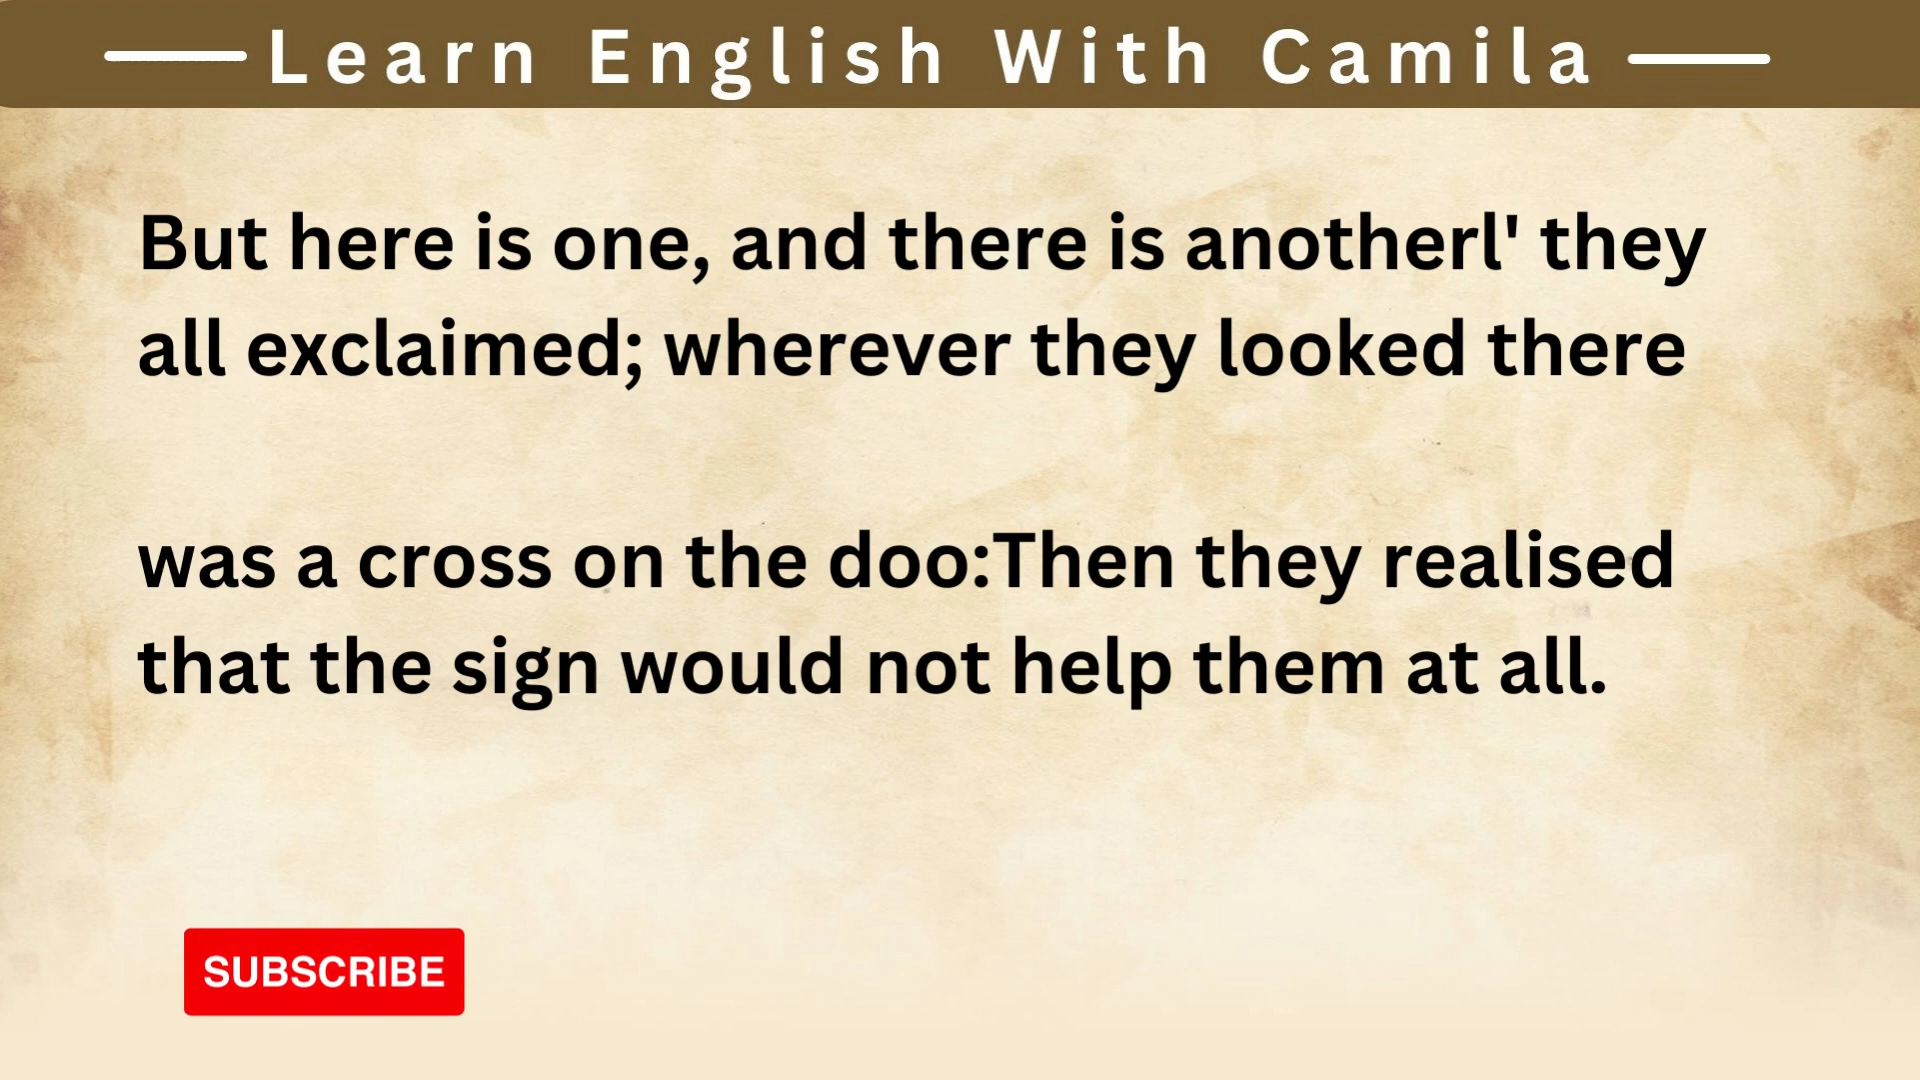 Learn English With Camila
But here is one, and there is anotherl' they
all exclaimed; wherever they looked there
was a cross on the doo:Then they realised
that the sign would not help them at all.
SUBSCRIBE